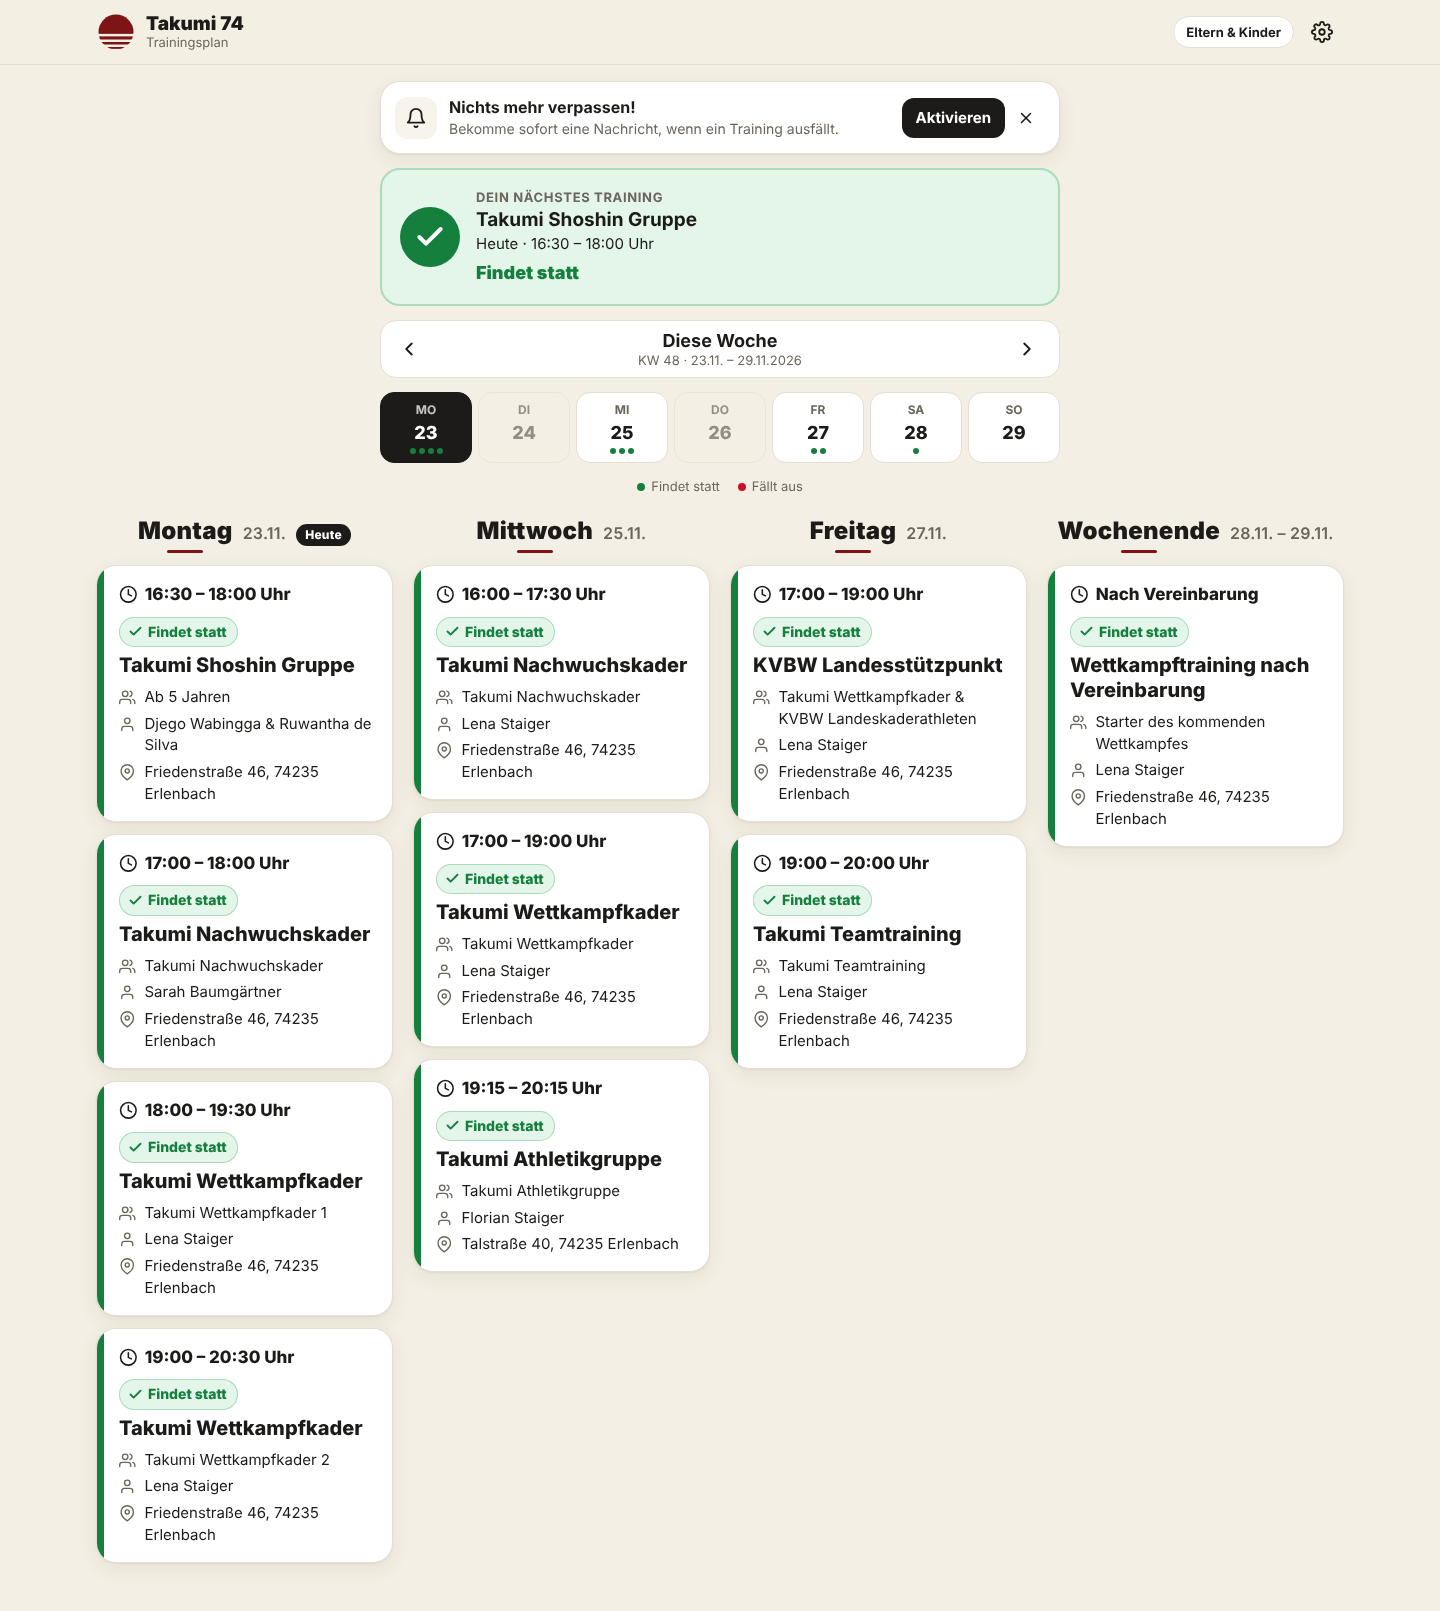 Takumi 74
Trainingsplan
Eltern & Kinder
Nichts mehr verpassen!
Bekomme sofort eine Nachricht, wenn ein Training ausfällt.
Aktivieren
DEIN NÄCHSTES TRAINING
Takumi Shoshin Gruppe
Heute · 16:30 – 18:00 Uhr
Findet statt
Diese Woche
KW 48 · 23.11. – 29.11.2026
MO
23
DI
24
MI
25
DO
26
FR
27
SA
28
SO
29
Findet statt
Fällt aus
Montag 23.11. Heute
16:30 – 18:00 Uhr
Findet statt
Takumi Shoshin Gruppe
Ab 5 Jahren
Djego Wabingga & Ruwantha de
Silva
Friedenstraße 46, 74235
Erlenbach
17:00 – 18:00 Uhr
Findet statt
Takumi Nachwuchskader
Takumi Nachwuchskader
Sarah Baumgärtner
Friedenstraße 46, 74235
Erlenbach
18:00 – 19:30 Uhr
Findet statt
Takumi Wettkampfkader
Takumi Wettkampfkader 1
Lena Staiger
Friedenstraße 46, 74235
Erlenbach
19:00 – 20:30 Uhr
Findet statt
Takumi Wettkampfkader
Takumi Wettkampfkader 2
Lena Staiger
Friedenstraße 46, 74235
Erlenbach
Mittwoch 25.11.
16:00 – 17:30 Uhr
Findet statt
Takumi Nachwuchskader
Takumi Nachwuchskader
Lena Staiger
Friedenstraße 46, 74235
Erlenbach
17:00 – 19:00 Uhr
Findet statt
Takumi Wettkampfkader
Takumi Wettkampfkader
Lena Staiger
Friedenstraße 46, 74235
Erlenbach
19:15 – 20:15 Uhr
Findet statt
Takumi Athletikgruppe
Takumi Athletikgruppe
Florian Staiger
Talstraße 40, 74235 Erlenbach
Freitag 27.11.
17:00 – 19:00 Uhr
Findet statt
KVBW Landesstützpunkt
Takumi Wettkampfkader &
KVBW Landeskaderathleten
Lena Staiger
Friedenstraße 46, 74235
Erlenbach
19:00 – 20:00 Uhr
Findet statt
Takumi Teamtraining
Takumi Teamtraining
Lena Staiger
Friedenstraße 46, 74235
Erlenbach
Wochenende 28.11. – 29.11.
Nach Vereinbarung
Findet statt
Wettkampftraining nach
Vereinbarung
Starter des kommenden
Wettkampfes
Lena Staiger
Friedenstraße 46, 74235
Erlenbach